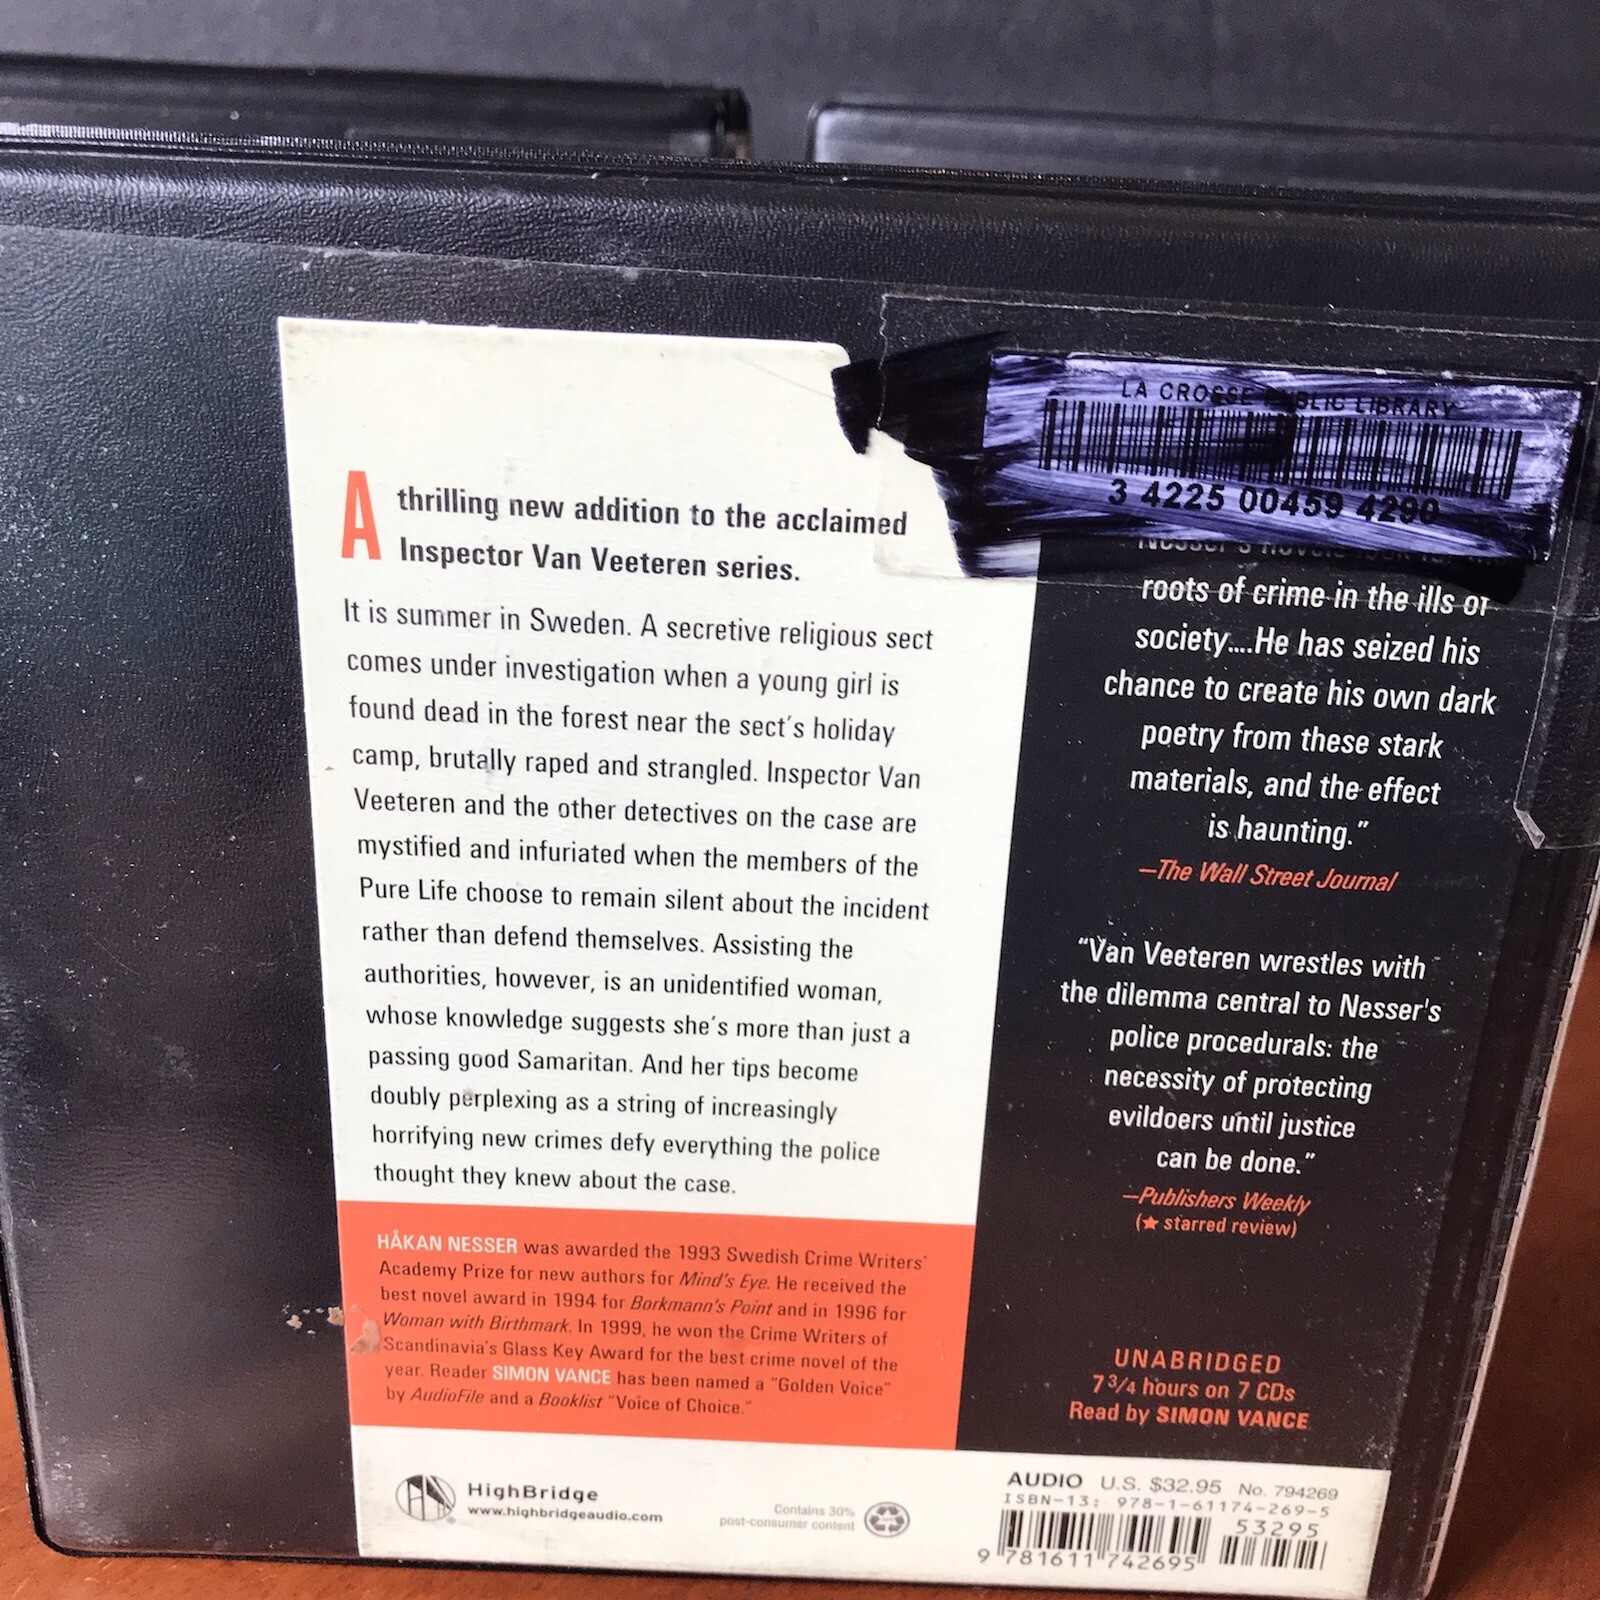 LA CROSSE PUBLIC LIBRARY
3 4225 00459 4290
A thrilling new addition to the acclaimed
Inspector Van Veeteren series.
It is summer in Sweden. A secretive religious sect
comes under investigation when a young girl is
found dead in the forest near the sect's holiday
camp, brutally raped and strangled. Inspector Van
Veeteren and the other detectives on the case are
mystified and infuriated when the members of the
Pure Life choose to remain silent about the incident
rather than defend themselves. Assisting the
authorities, however, is an unidentified woman,
whose knowledge suggests she's more than just a
passing good Samaritan. And her tips become
doubly perplexing as a string of increasingly
horrifying new crimes defy everything the police
thought they knew about the case.
HÅKAN NESSER was awarded the 1993 Swedish Crime Writers'
Academy Prize for new authors for Mind's Eye. He received the
best novel award in 1994 for Borkmann's Point and in 1996 for
Woman with Birthmark. In 1999, he won the Crime Writers of
Scandinavia's Glass Key Award for the best crime novel of the
year. Reader SIMON VANCE has been named a "Golden Voice"
by AudioFile and a Booklist "Voice of Choice."
Nesser's novels
roots of crime in the ills of
society....He has seized his
chance to create his own dark
poetry from these stark
materials, and the effect
is haunting."
—The Wall Street Journal
"Van Veeteren wrestles with
the dilemma central to Nesser's
police procedurals: the
necessity of protecting
evildoers until justice
can be done."
—Publishers Weekly
(★ starred review)
UNABRIDGED
7 3/4 hours on 7 CDs
Read by SIMON VANCE
HighBridge
www.highbridgeaudio.com
Contains 30%
post-consumer content
AUDIO U.S. $32.95 No. 794269
ISBN-13: 978-1-61174-269-5
53295
9 781611 742695